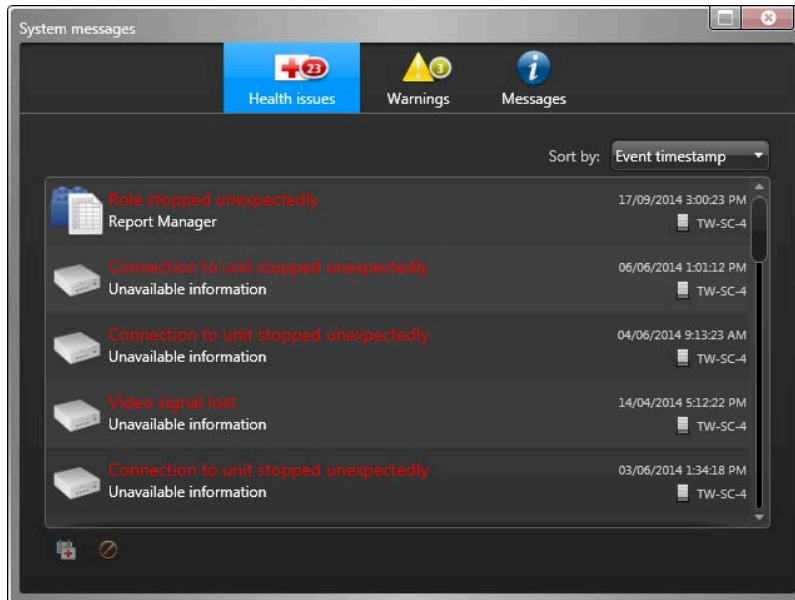 System messages
23
3
Health issues
Warnings
Messages
Sort by: Event timestamp
Role stopped unexpectedly 17/09/2014 3:00:23 PM
Report Manager TW-SC-4
Connection to unit stopped unexpectedly 06/06/2014 1:01:12 PM
Unavailable information TW-SC-4
Connection to unit stopped unexpectedly 04/06/2014 9:13:23 AM
Unavailable information TW-SC-4
Video signal lost 14/04/2014 5:12:22 PM
Unavailable information TW-SC-4
Connection to unit stopped unexpectedly 03/06/2014 1:34:18 PM
Unavailable information TW-SC-4